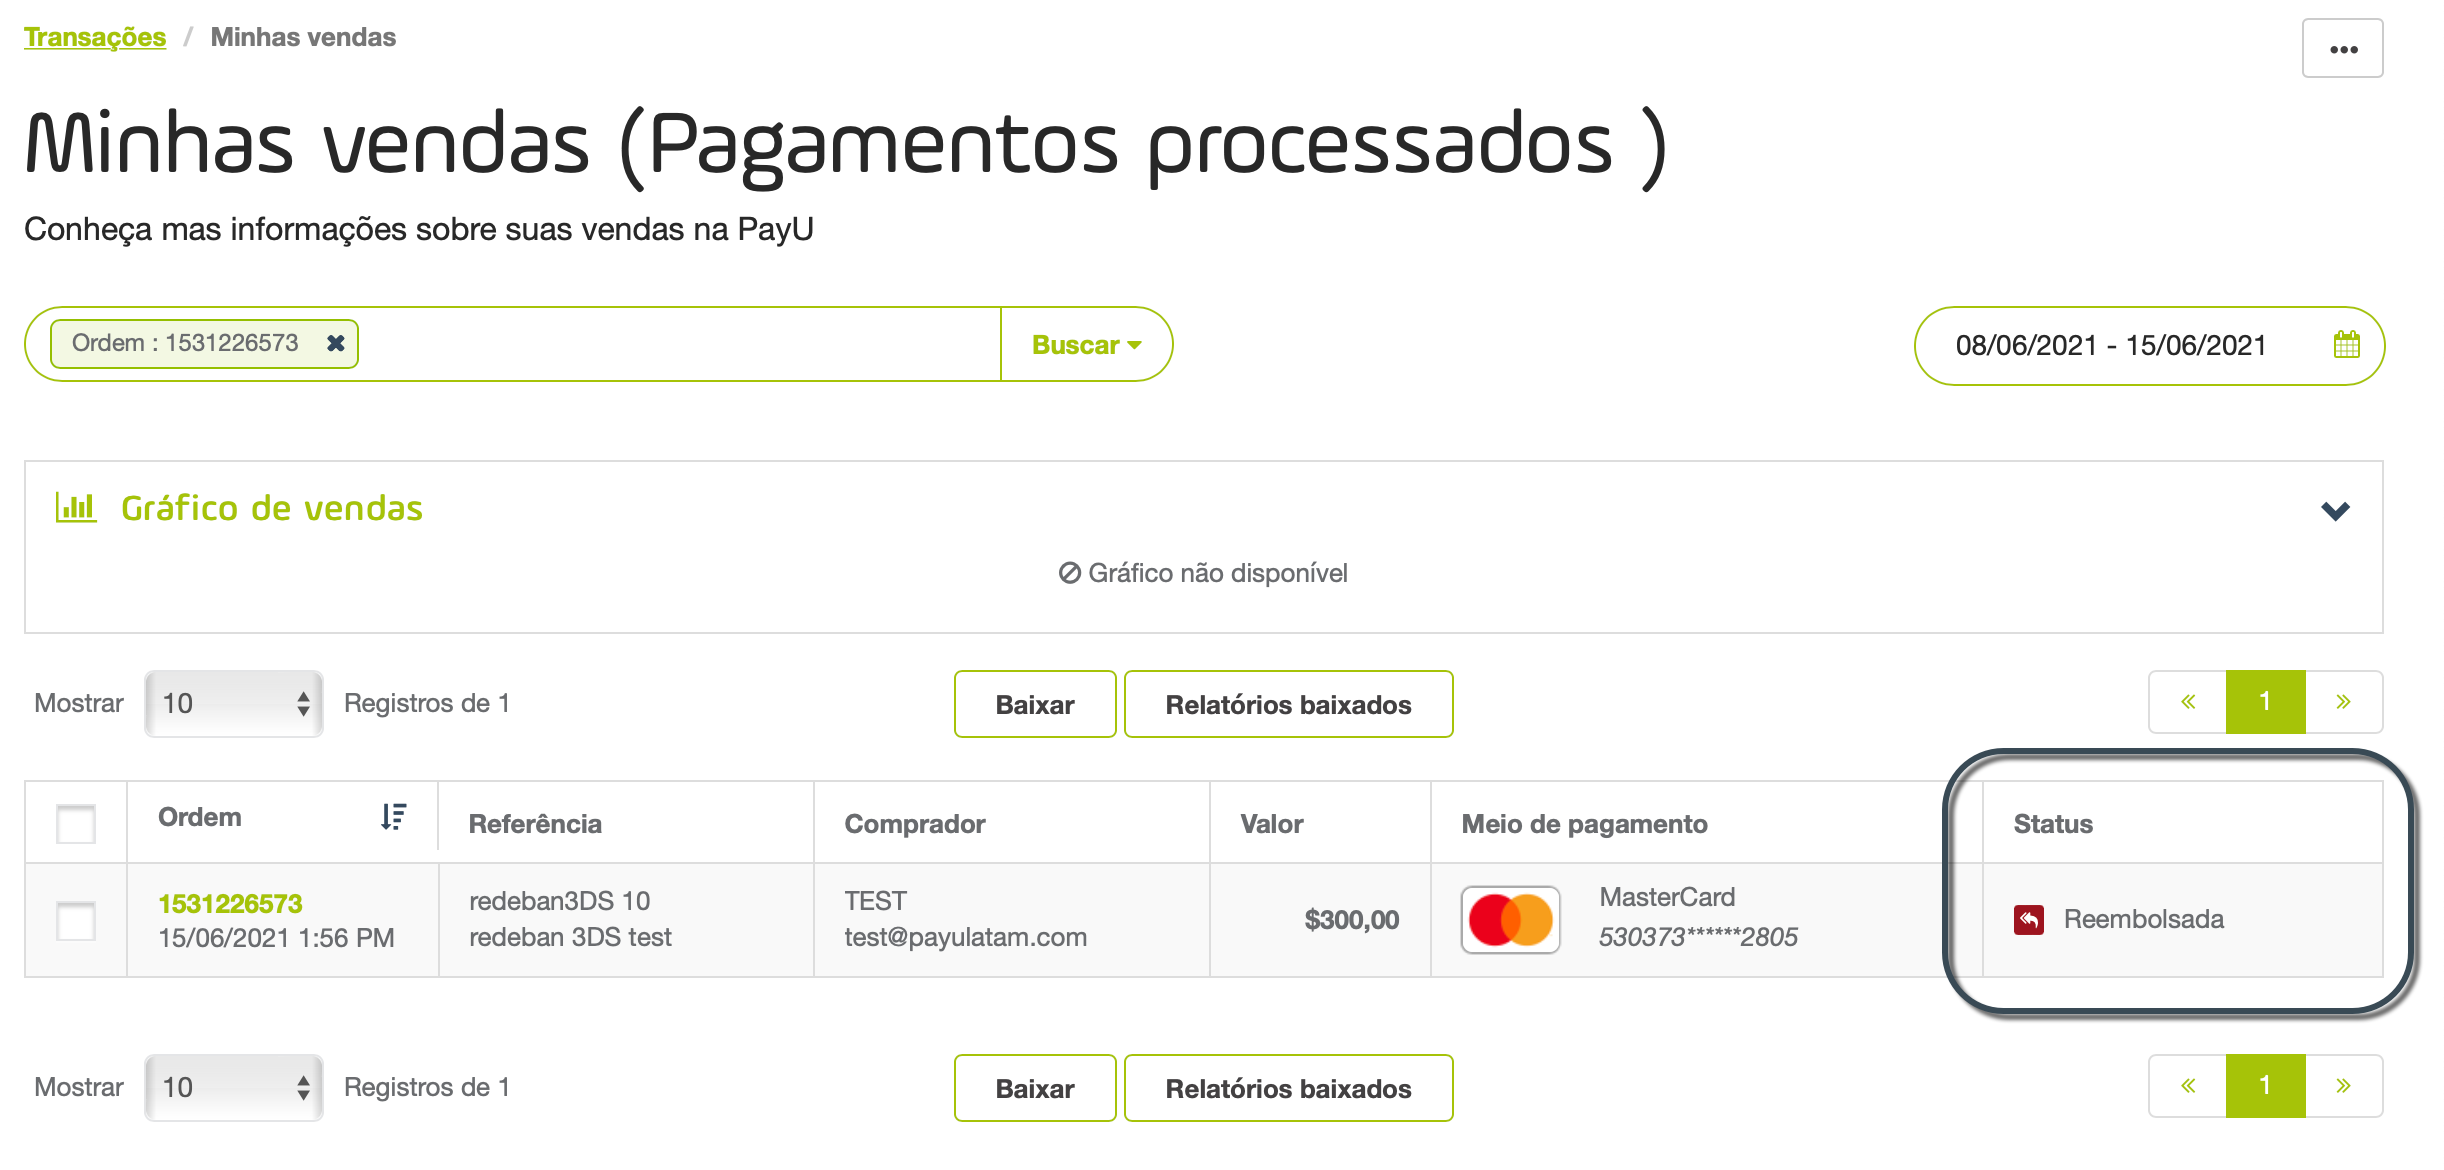 Transações / Minhas vendas
Minhas vendas (Pagamentos processados )
Conheça mas informações sobre suas vendas na PayU
Ordem : 1531226573 Buscar 08/06/2021 - 15/06/2021
Gráfico de vendas
Gráfico não disponível
Mostrar 10 Registros de 1 Baixar Relatórios baixados « 1 »
Ordem Referência Comprador Valor Meio de pagamento Status
1531226573 redeban3DS 10 TEST $300,00 MasterCard Reembolsada
15/06/2021 1:56 PM redeban 3DS test test@payulatam.com 530373******2805
Mostrar 10 Registros de 1 Baixar Relatórios baixados « 1 »